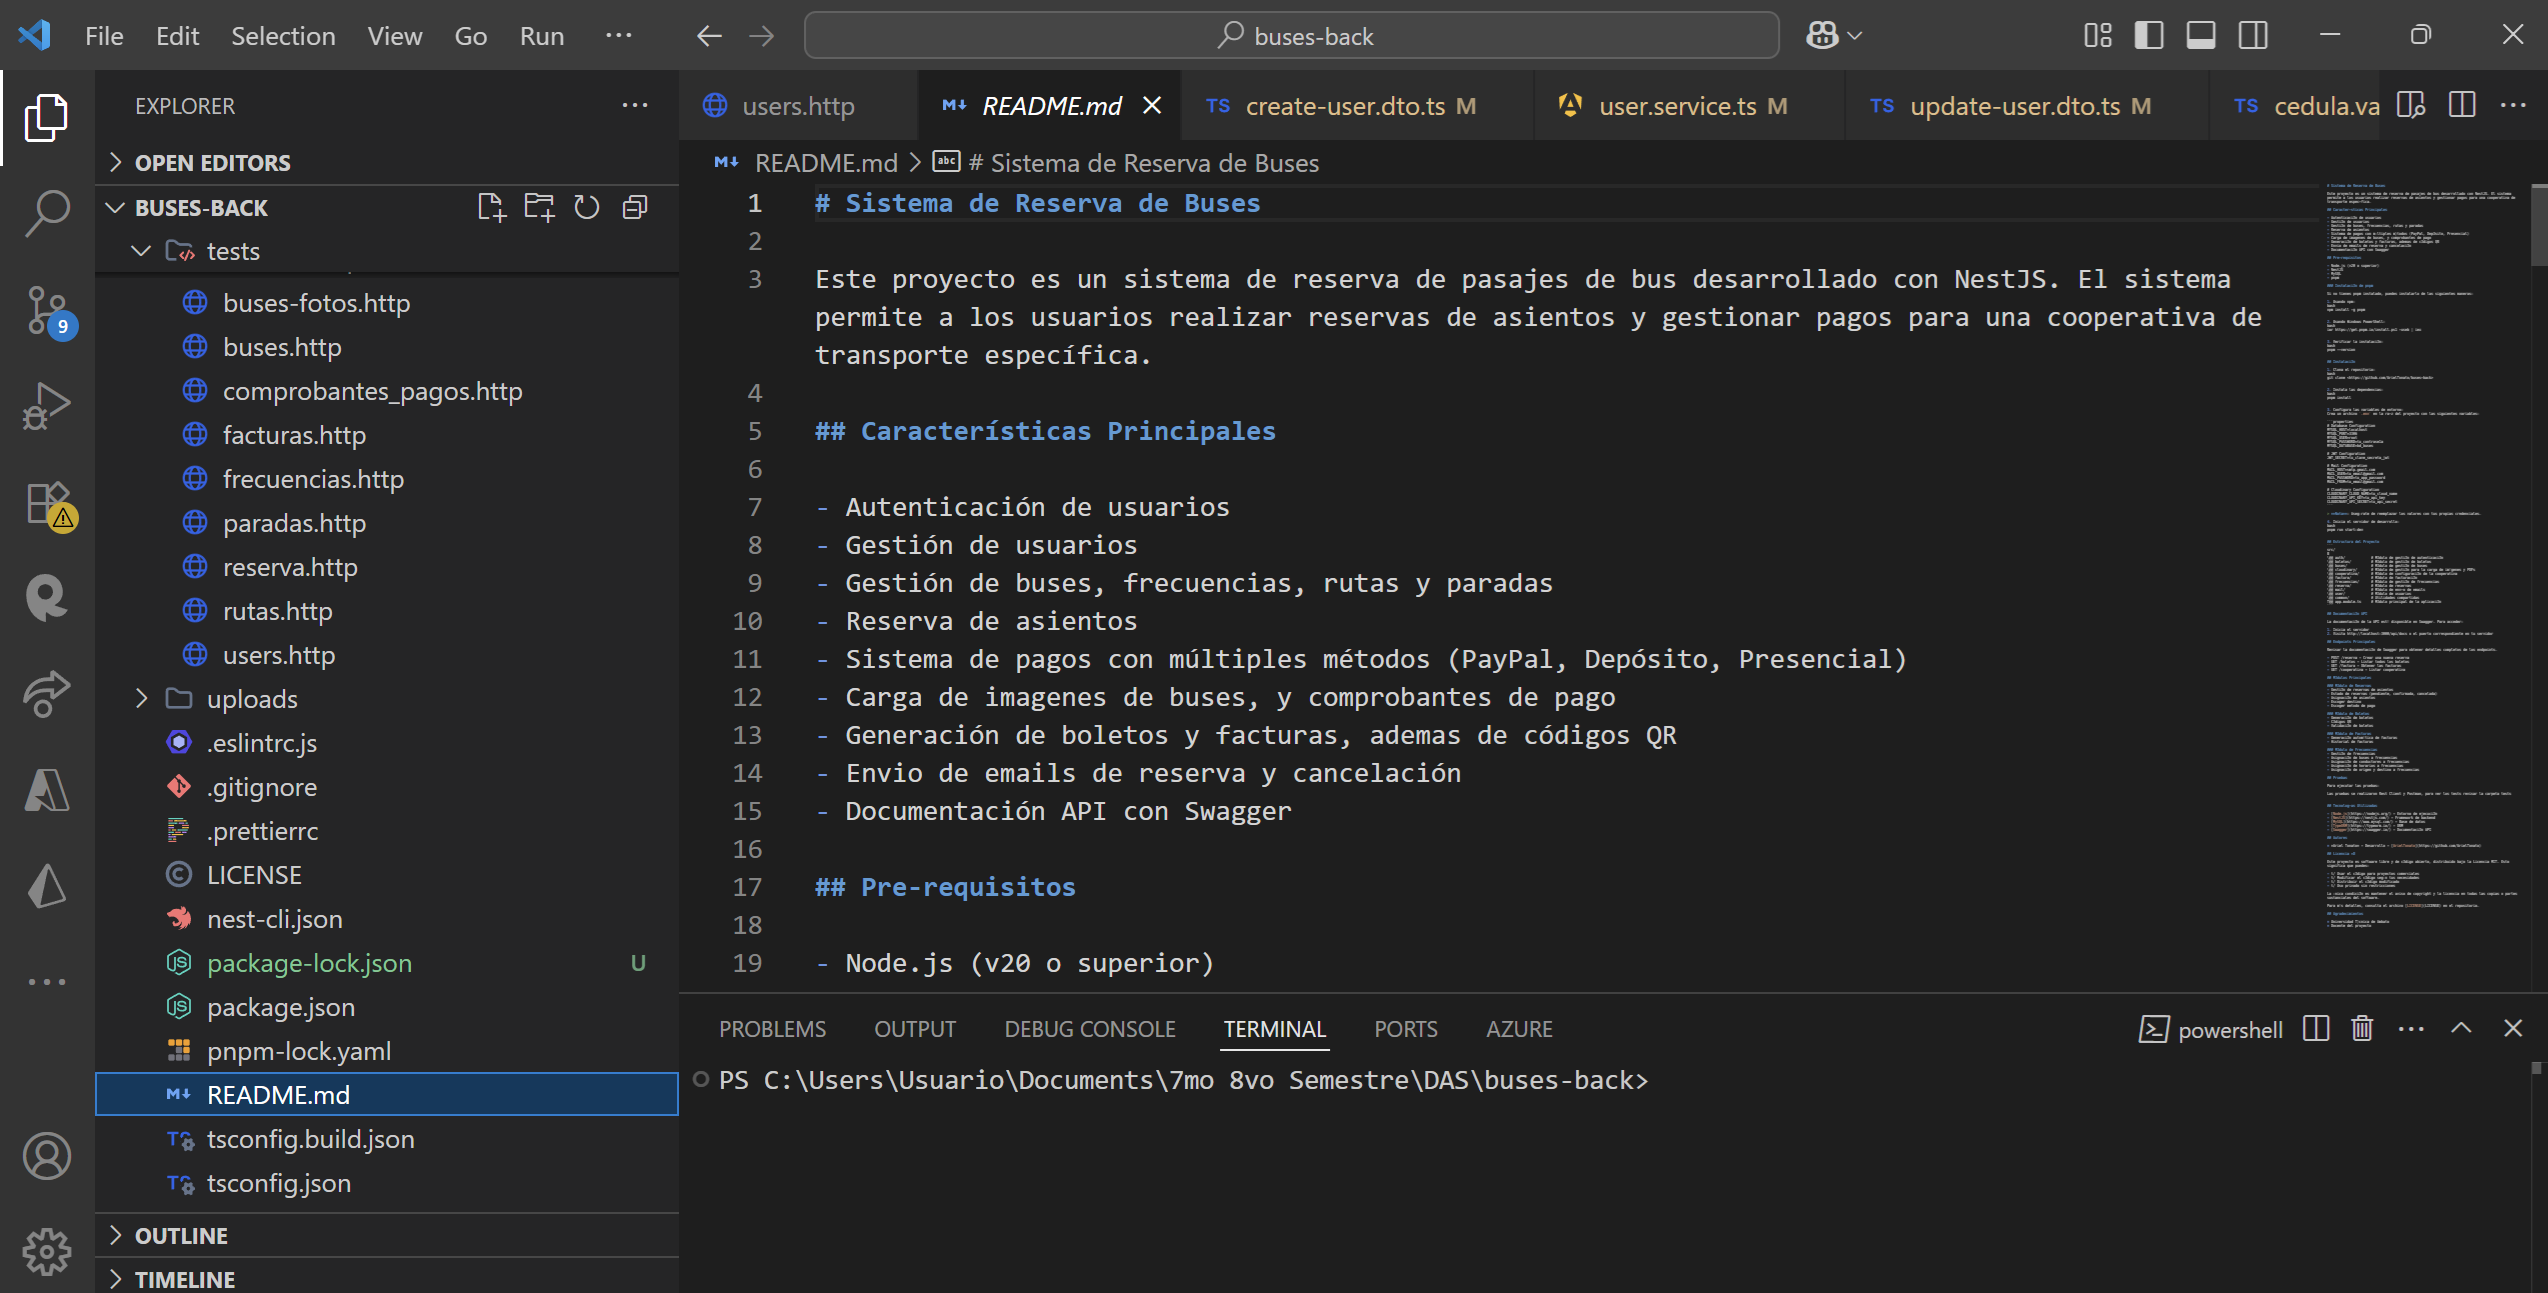 File Edit Selection View Go Run ...
buses-back
EXPLORER
OPEN EDITORS
BUSES-BACK
tests
buses-fotos.http
buses.http
comprobantes_pagos.http
facturas.http
frecuencias.http
paradas.http
reserva.http
rutas.http
users.http
uploads
.eslintrc.js
.gitignore
.prettierrc
LICENSE
nest-cli.json
package-lock.json U
package.json
pnpm-lock.yaml
README.md
tsconfig.build.json
tsconfig.json
OUTLINE
TIMELINE
9
users.http README.md TS create-user.dto.ts M user.service.ts M TS update-user.dto.ts M TS cedula.va
README.md > abc # Sistema de Reserva de Buses
1 # Sistema de Reserva de Buses
2
3 Este proyecto es un sistema de reserva de pasajes de bus desarrollado con NestJS. El sistema
permite a los usuarios realizar reservas de asientos y gestionar pagos para una cooperativa de
transporte específica.
4
5 ## Características Principales
6
7 - Autenticación de usuarios
8 - Gestión de usuarios
9 - Gestión de buses, frecuencias, rutas y paradas
10 - Reserva de asientos
11 - Sistema de pagos con múltiples métodos (PayPal, Depósito, Presencial)
12 - Carga de imagenes de buses, y comprobantes de pago
13 - Generación de boletos y facturas, ademas de códigos QR
14 - Envio de emails de reserva y cancelación
15 - Documentación API con Swagger
16
17 ## Pre-requisitos
18
19 - Node.js (v20 o superior)
PROBLEMS OUTPUT DEBUG CONSOLE TERMINAL PORTS AZURE
powershell
PS C:\Users\Usuario\Documents\7mo 8vo Semestre\DAS\buses-back>